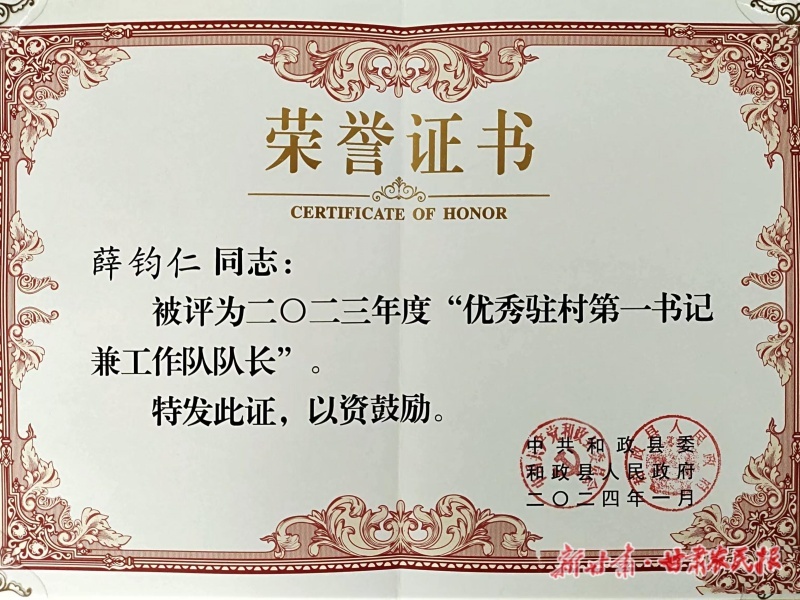 荣誉证书
CERTIFICATE OF HONOR
薛钧仁 同志：
被评为二〇二三年度“优秀驻村第一书记
兼工作队队长”。
特发此证，以资鼓励。
中共和政县委
和政县人民政府
二〇二四年一月
新甘肃·甘肃农民报